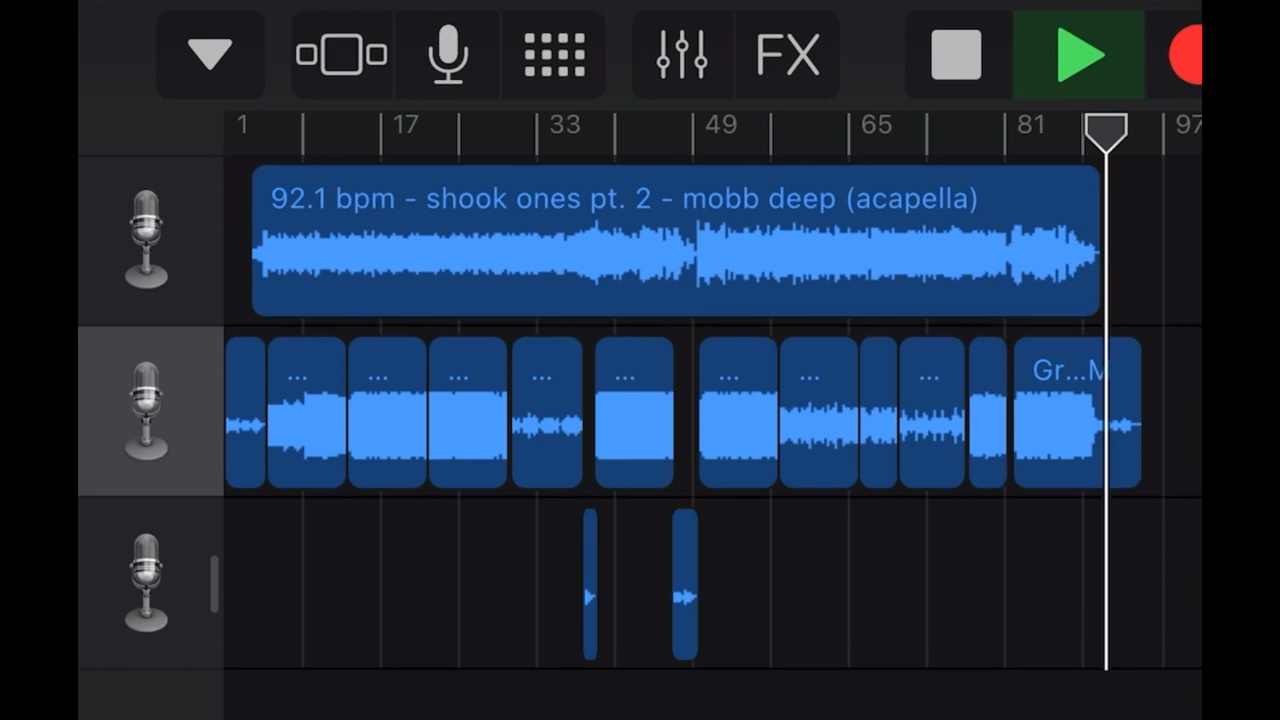 FX
1 17 33 49 65 81 97
92.1 bpm - shook ones pt. 2 - mobb deep (acapella)
... ... ... ... ... ... ... ... Gr...M